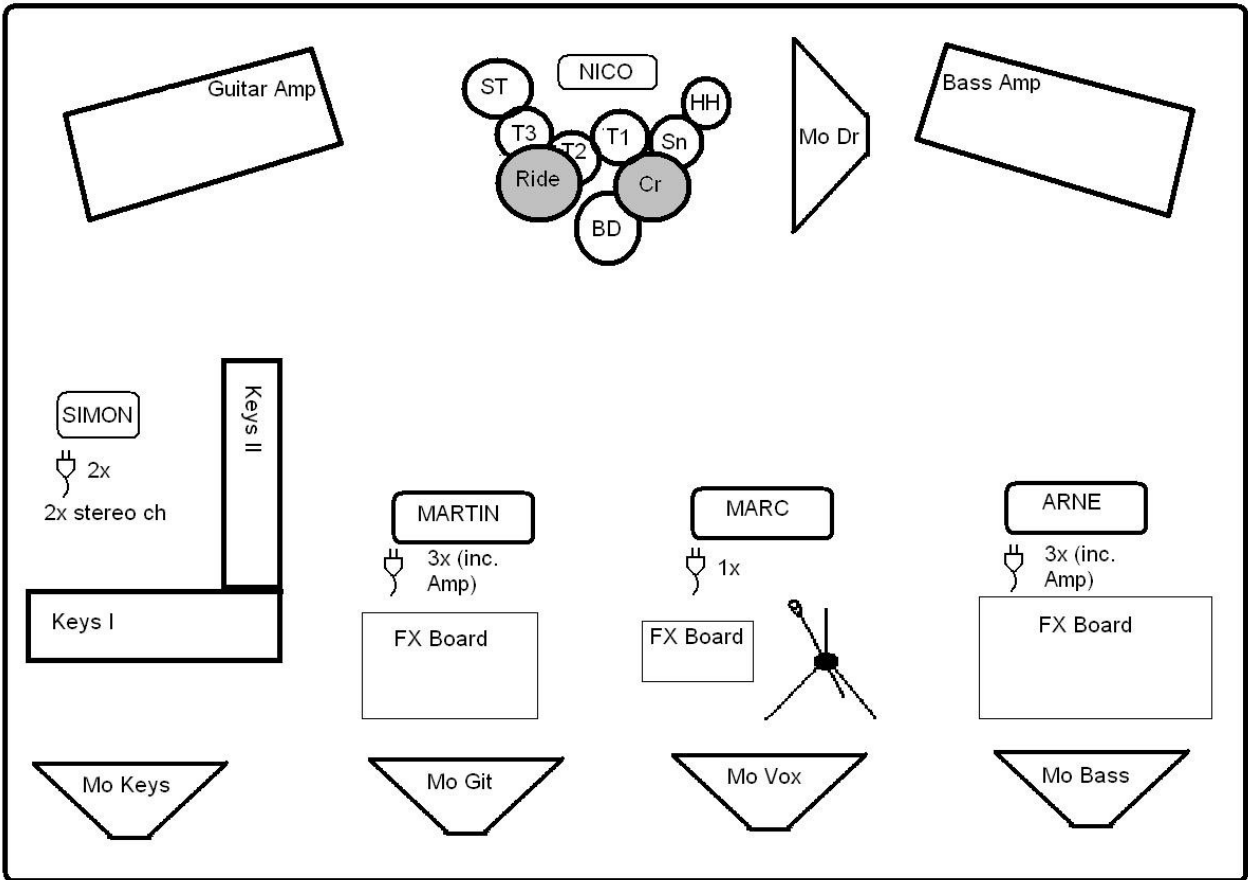 Guitar Amp
NICO
Bass Amp
ST
HH
T3
T2
T1
Sn
Mo Dr
Ride
Cr
BD
Keys II
SIMON
2x
2x stereo ch
MARTIN
3x (inc.
Amp)
MARC
1x
ARNE
3x (inc.
Amp)
Keys I
FX Board
FX Board
FX Board
Mo Keys
Mo Git
Mo Vox
Mo Bass